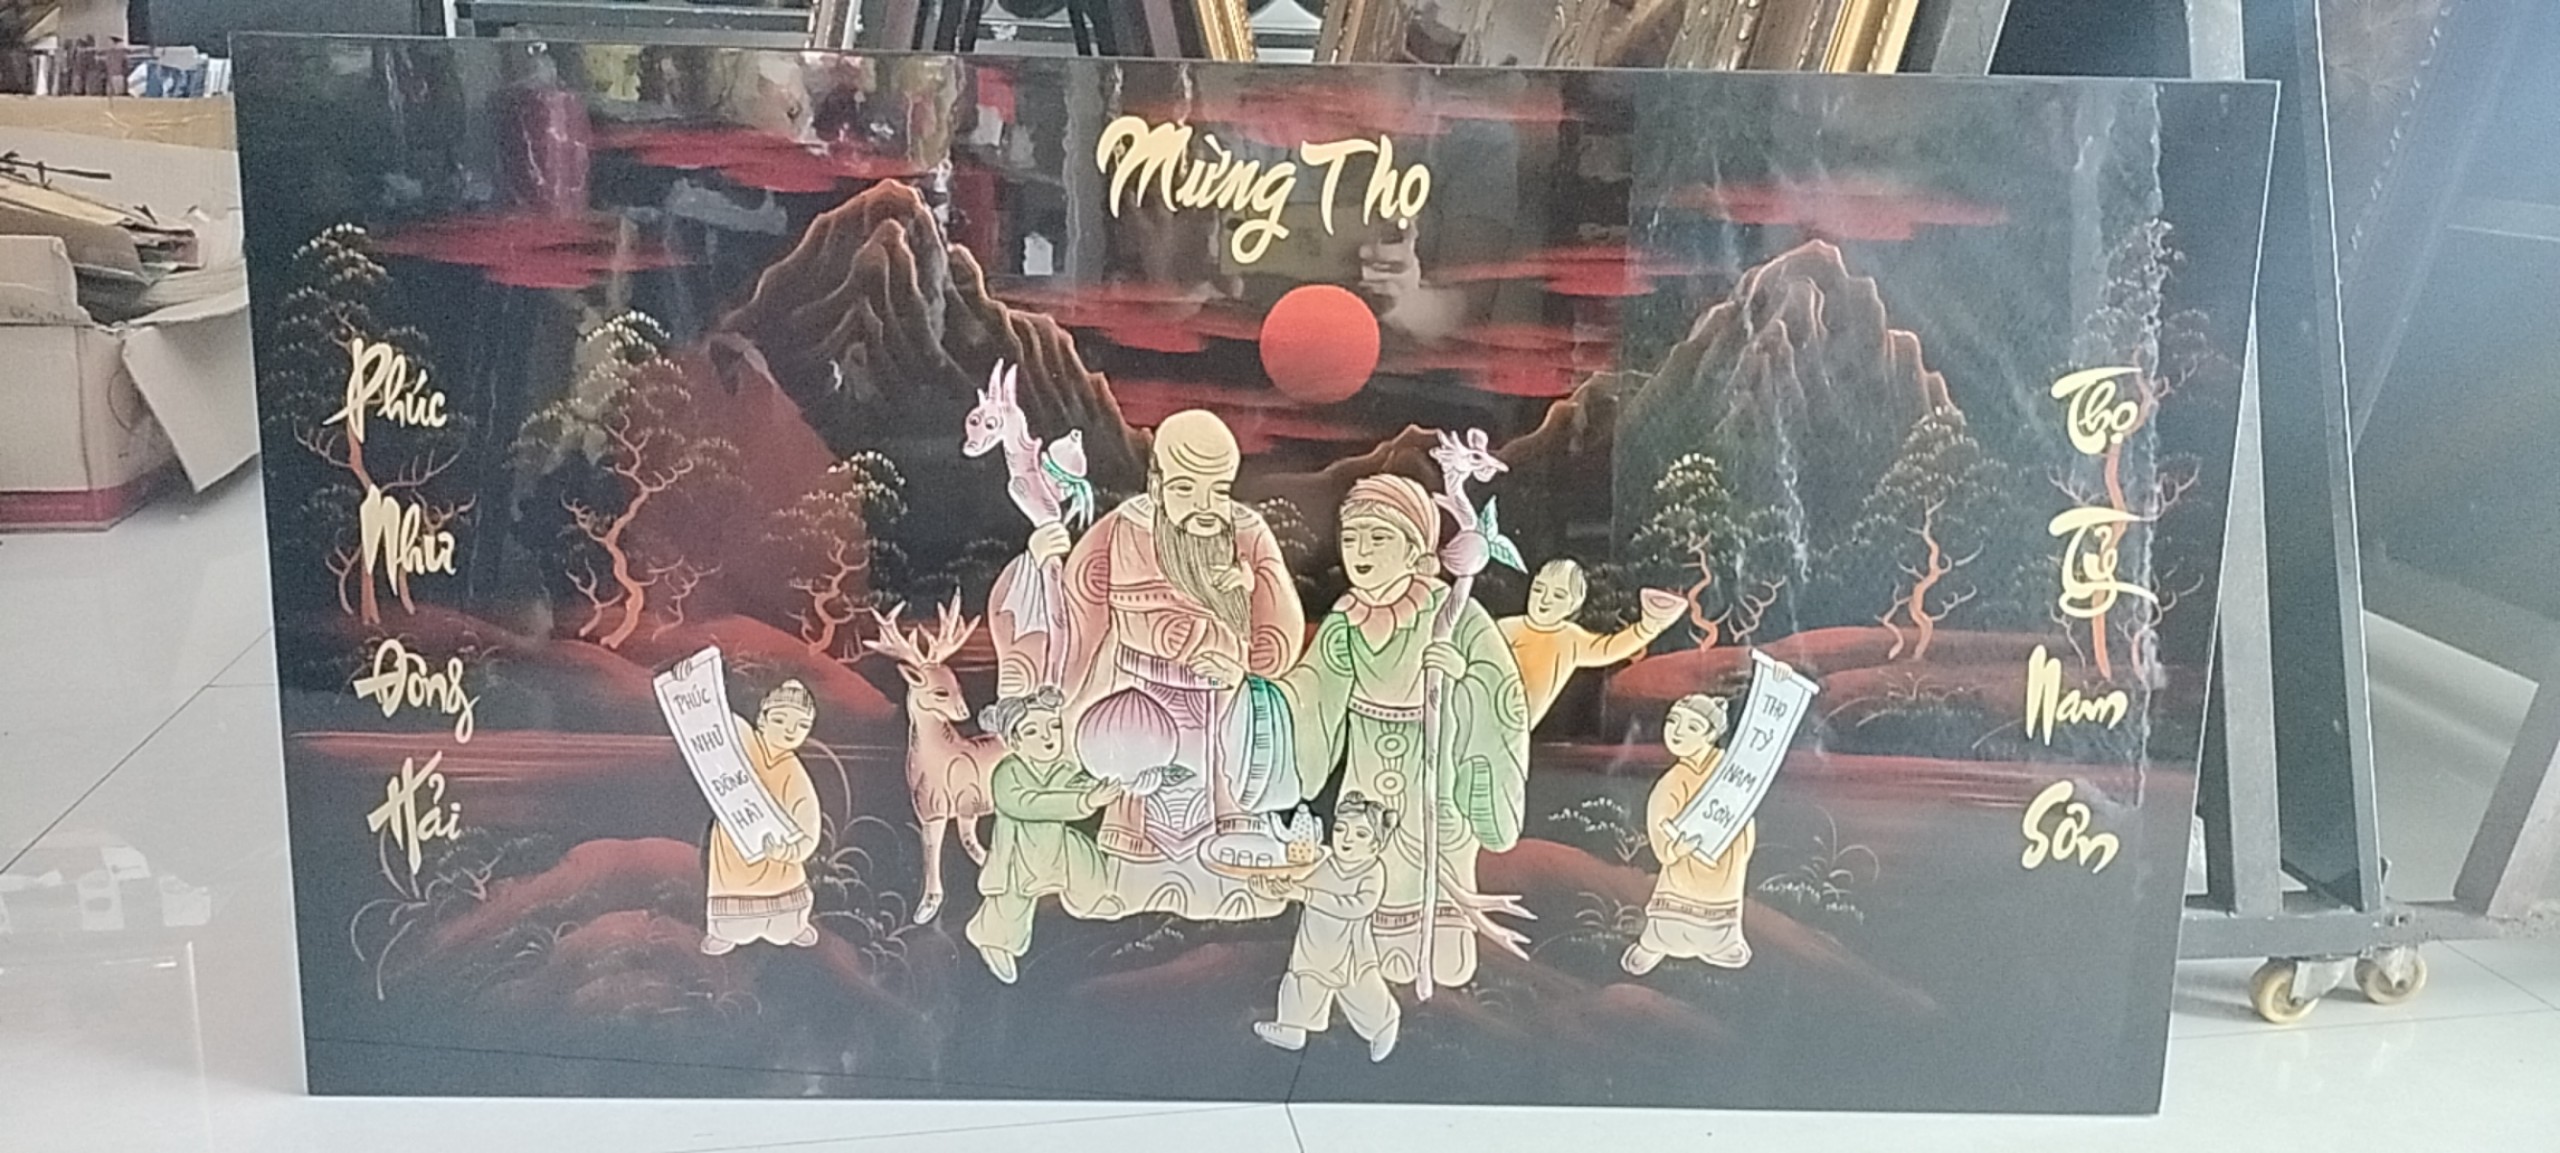 Mừng Thọ
Phúc
Như
Đông
Hải
Thọ
Tỷ
Nam
Sơn
PHÚC
NHƯ
ĐÔNG
HẢI
THỌ
TỶ
NAM
SƠN